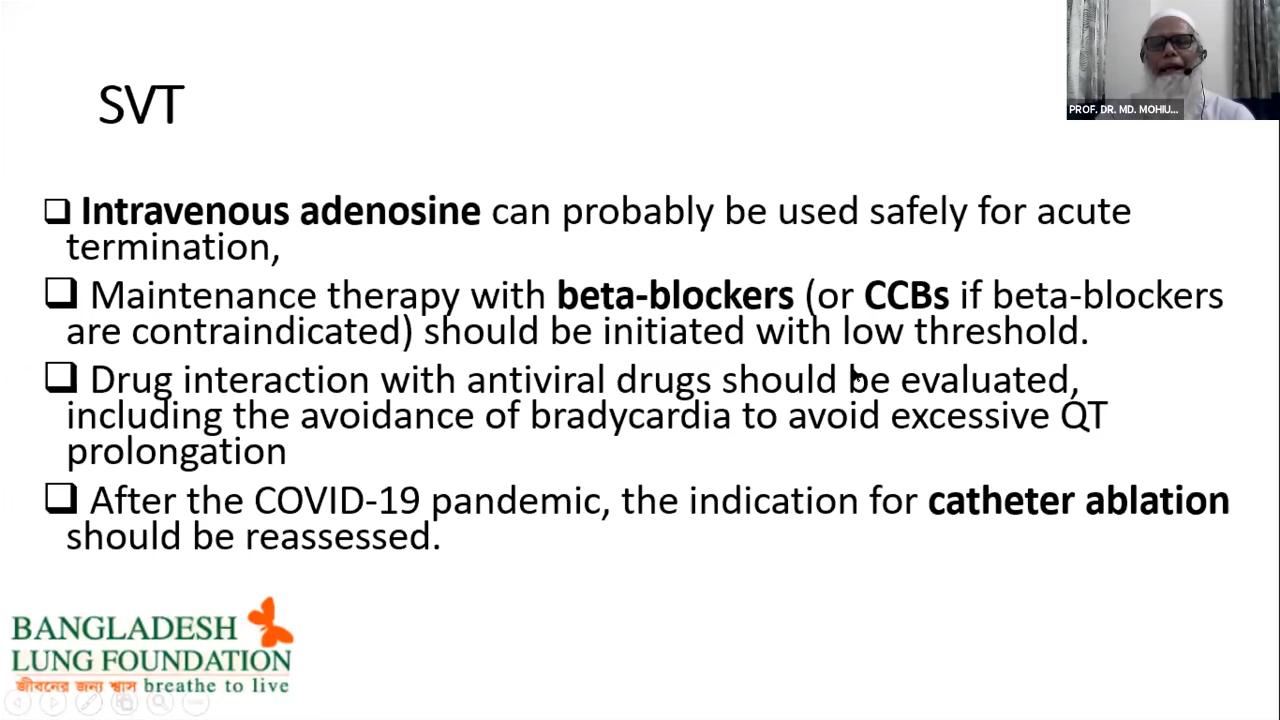 PROF. DR. MD. MOHIU...
SVT
Intravenous adenosine can probably be used safely for acute
termination,
Maintenance therapy with beta-blockers (or CCBs if beta-blockers
are contraindicated) should be initiated with low threshold.
Drug interaction with antiviral drugs should be evaluated,
including the avoidance of bradycardia to avoid excessive QT
prolongation
After the COVID-19 pandemic, the indication for catheter ablation
should be reassessed.
BANGLADESH
LUNG FOUNDATION
জীবনের জন্য শ্বাস breathe to live